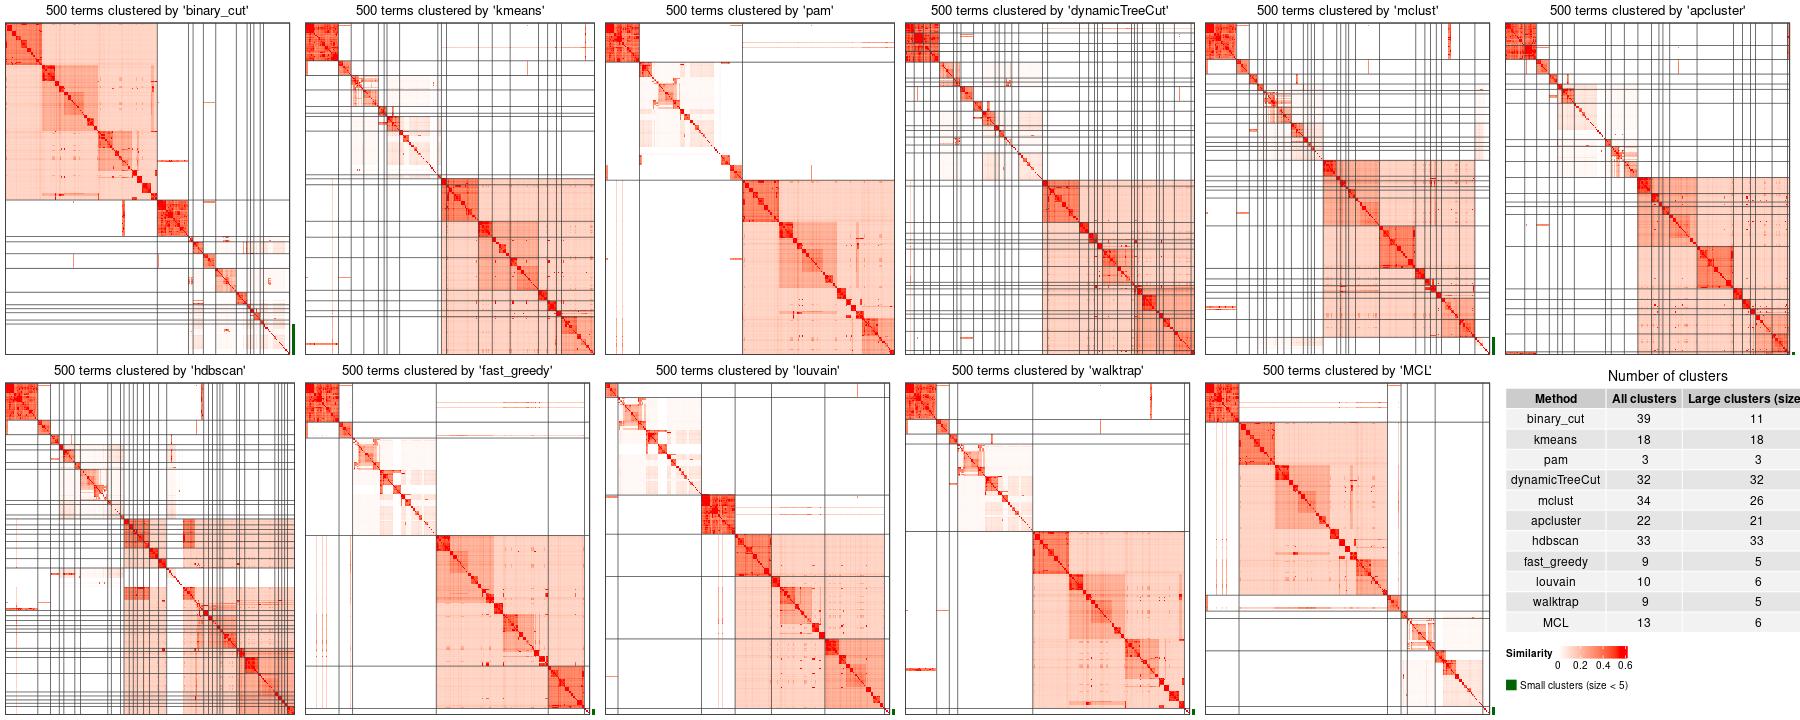 500 terms clustered by 'binary_cut'
500 terms clustered by 'kmeans'
500 terms clustered by 'pam'
500 terms clustered by 'dynamicTreeCut'
500 terms clustered by 'mclust'
500 terms clustered by 'apcluster'
500 terms clustered by 'hdbscan'
500 terms clustered by 'fast_greedy'
500 terms clustered by 'louvain'
500 terms clustered by 'walktrap'
500 terms clustered by 'MCL'
Number of clusters
Method All clusters Large clusters (size
binary_cut 39 11
kmeans 18 18
pam 3 3
dynamicTreeCut 32 32
mclust 34 26
apcluster 22 21
hdbscan 33 33
fast_greedy 9 5
louvain 10 6
walktrap 9 5
MCL 13 6
Similarity
0 0.2 0.4 0.6
Small clusters (size < 5)